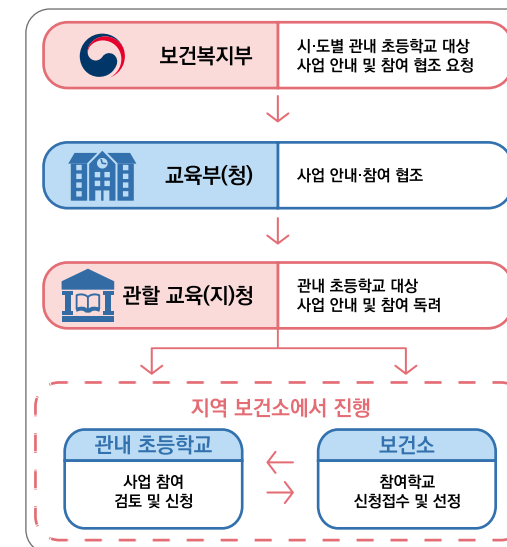 보건복지부
시·도별 관내 초등학교 대상
사업 안내 및 참여 협조 요청
교육부(청)
사업 안내·참여 협조
관할 교육(지)청
관내 초등학교 대상
사업 안내 및 참여 독려
지역 보건소에서 진행
관내 초등학교
사업 참여
검토 및 신청
보건소
참여학교
신청접수 및 선정